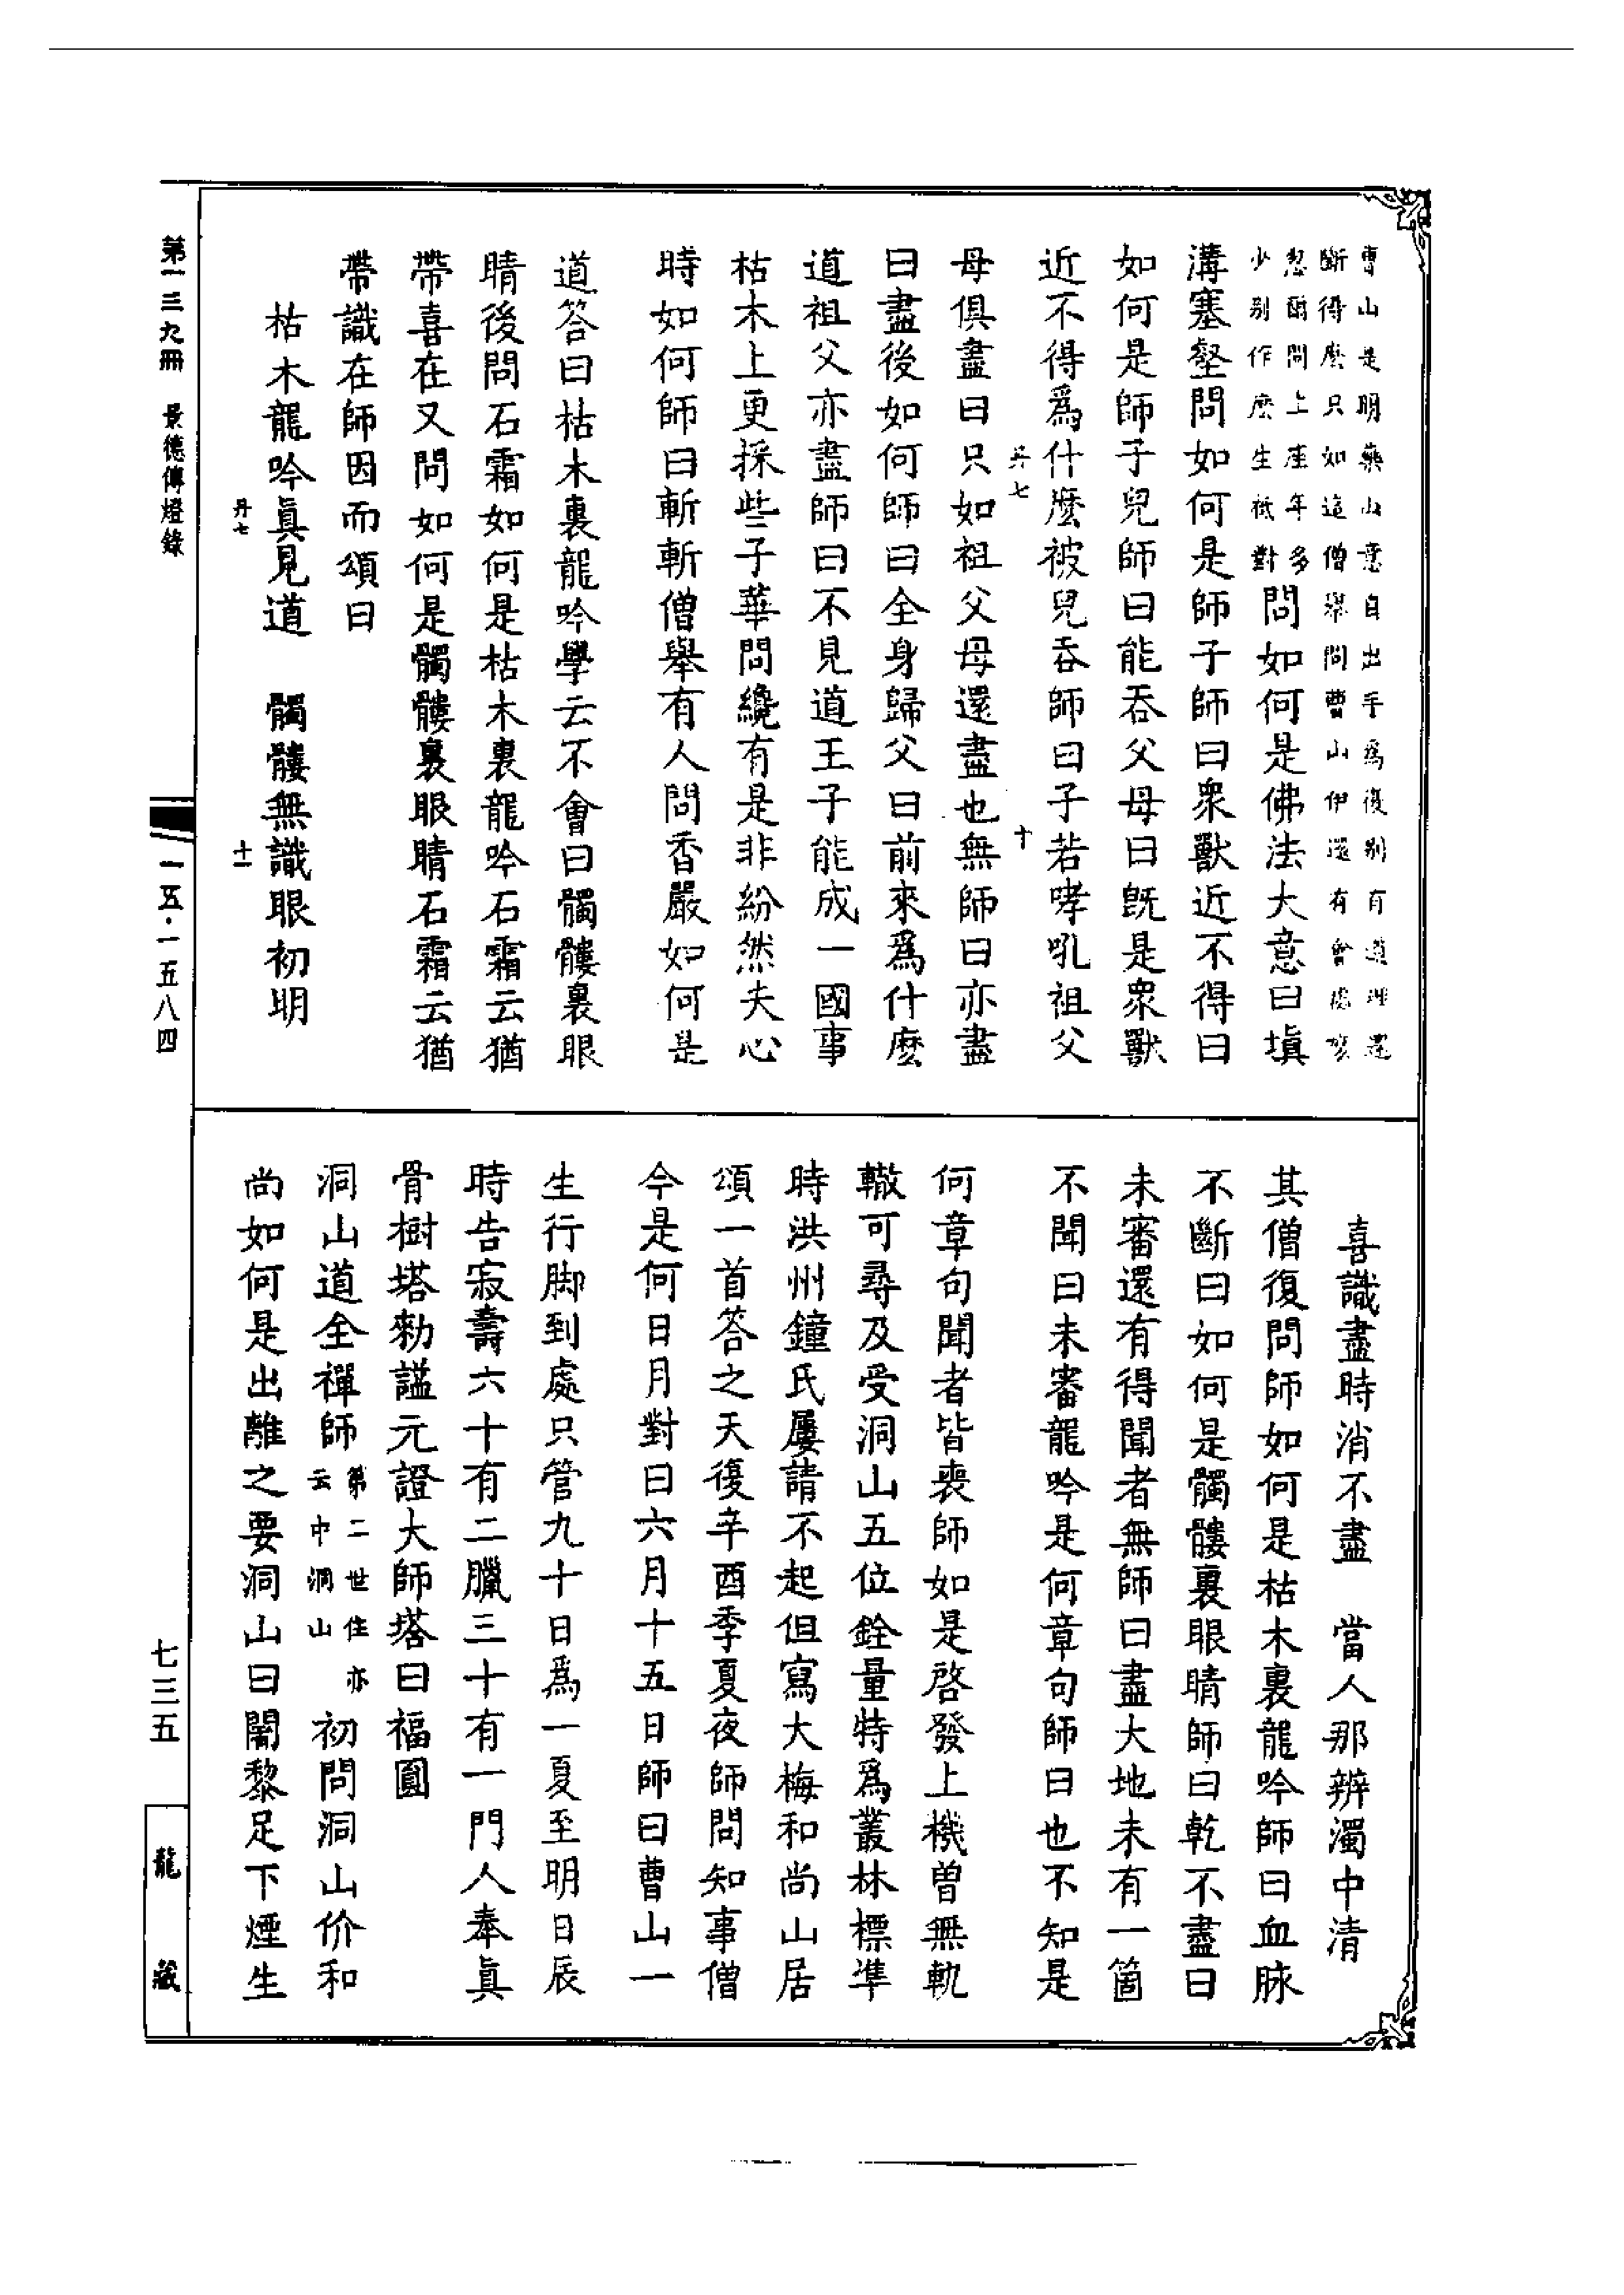 曹山是明藥山意自出手爲復別有道理還
斷得麼只如這僧舉問曹山伊還有會處麼
忽爾問上座年多
少別作麼生祇對問如何是佛法大意曰塡
溝塞壑問如何是師子師曰衆獸近不得曰
如何是師子兒師曰能吞父母曰旣是衆獸
近不得爲什麼被兒吞師曰子若哮吼祖父
丹七 十
母俱盡曰只如祖父母還盡也無師曰亦盡
曰盡後如何師曰全身歸父曰前來爲什麼
道祖父亦盡師曰不見道王子能成一國事
枯木上更採些子華問纔有是非紛然失心
時如何師曰斬斬僧舉有人問香嚴如何是
道答曰枯木裏龍吟學云不會曰髑髏裏眼
睛後問石霜如何是枯木裏龍吟石霜云猶
帶喜在又問如何是髑髏裏眼睛石霜云猶
帶識在師因而頌曰
枯木龍吟眞見道 髑髏無識眼初明
丹七 十一
喜識盡時消不盡 當人那辨濁中清
其僧復問師如何是枯木裏龍吟師曰血脉
不斷曰如何是髑髏裏眼睛師曰乾不盡曰
未審還有得聞者無師曰盡大地未有一箇
不聞曰未審龍吟是何章句師曰也不知是
何章句聞者皆喪師如是啓發上機曽無軌
轍可尋及受洞山五位銓量特爲叢林標準
時洪州鐘氏屢請不起但寫大梅和尚山居
頌一首答之天復辛酉季夏夜師問知事僧
今是何日月對曰六月十五日師曰曹山一
生行脚到處只管九十日爲一夏至明日辰
時告寂壽六十有二臘三十有一門人奉眞
骨樹塔勑謚元證大師塔曰福圓
洞山道全禪師第二世住亦
云中洞山初問洞山价和
尚如何是出離之要洞山曰闍黎足下煙生
第一三九冊 景德傳燈錄
一五·一五八四
七三五
龍藏